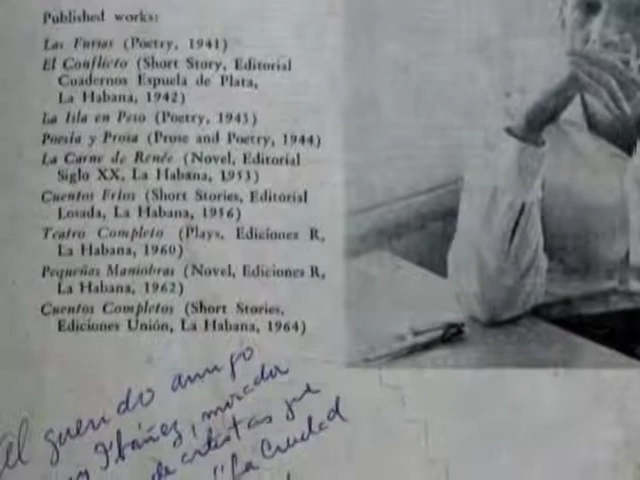 Published works:
Las Furias (Poetry, 1941)
El Conflicto (Short Story, Editorial
Cuadernos Espuela de Plata,
La Habana, 1942)
La Isla en Peso (Poetry, 1943)
Poesía y Prosa (Prose and Poetry, 1944)
La Carne de Renée (Novel, Editorial
Siglo XX, La Habana, 1953)
Cuentos Fríos (Short Stories, Editorial
Losada, La Habana, 1956)
Teatro Completo (Plays, Ediciones R,
La Habana, 1960)
Pequeñas Maniobras (Novel, Ediciones R,
La Habana, 1962)
Cuentos Completos (Short Stories,
Ediciones Unión, La Habana, 1964)
Al querido amigo
Ibáñez, morador
de artistas que
"La Ciudad